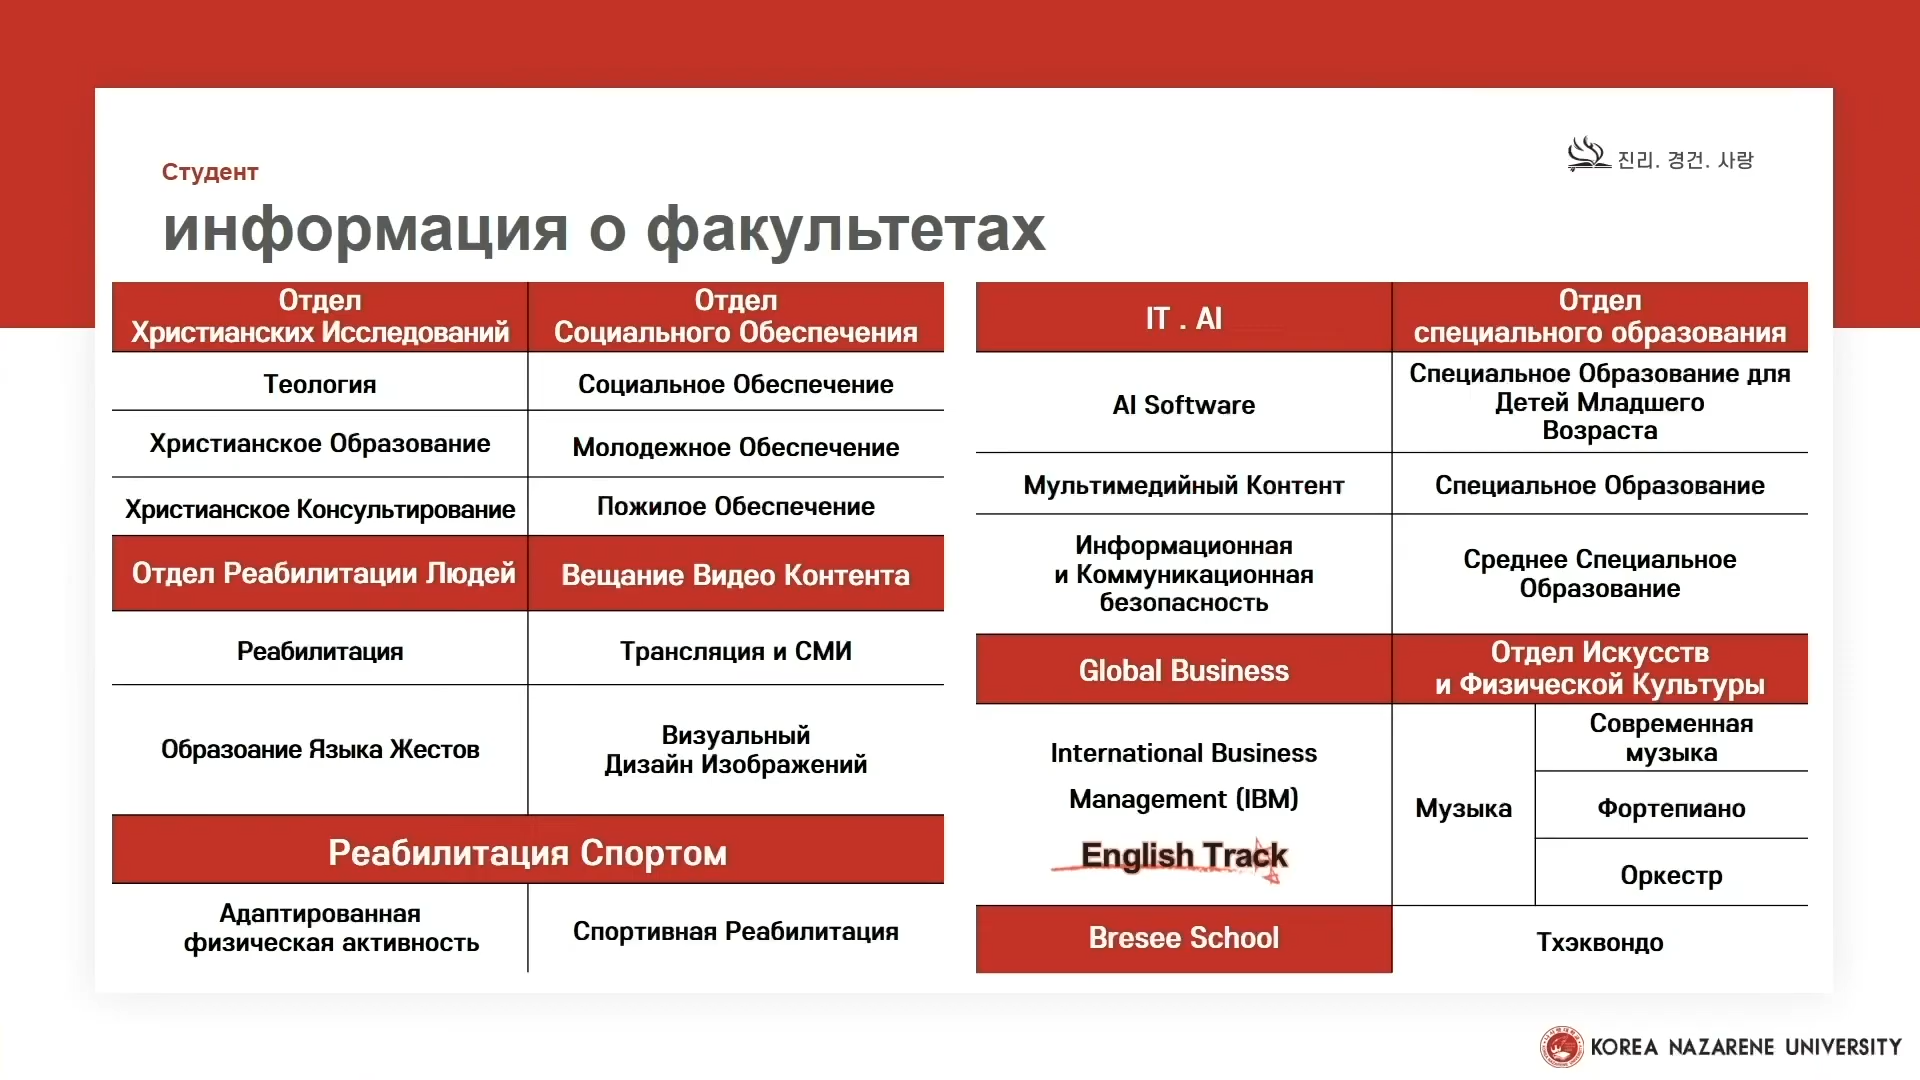 Студент
진리. 경건. 사랑
информация о факультетах
Отдел
Христианских Исследований
Отдел
Социального Обеспечения
Теология
Социальное Обеспечение
Христианское Образование
Молодежное Обеспечение
Христианское Консультирование
Пожилое Обеспечение
Отдел Реабилитации Людей
Вещание Видео Контента
Реабилитация
Трансляция и СМИ
Образоание Языка Жестов
Визуальный
Дизайн Изображений
Реабилитация Спортом
Адаптированная
физическая активность
Спортивная Реабилитация
IT . AI
Отдел
специального образования
AI Software
Специальное Образование для
Детей Младшего
Возраста
Мультимедийный Контент
Специальное Образование
Информационная
и Коммуникационная
безопасность
Среднее Специальное
Образование
Global Business
Отдел Искусств
и Физической Культуры
International Business
Management (IBM)
English Track
Музыка
Современная
музыка
Фортепиано
Оркестр
Bresee School
Тхэквондо
KOREA NAZARENE UNIVERSITY